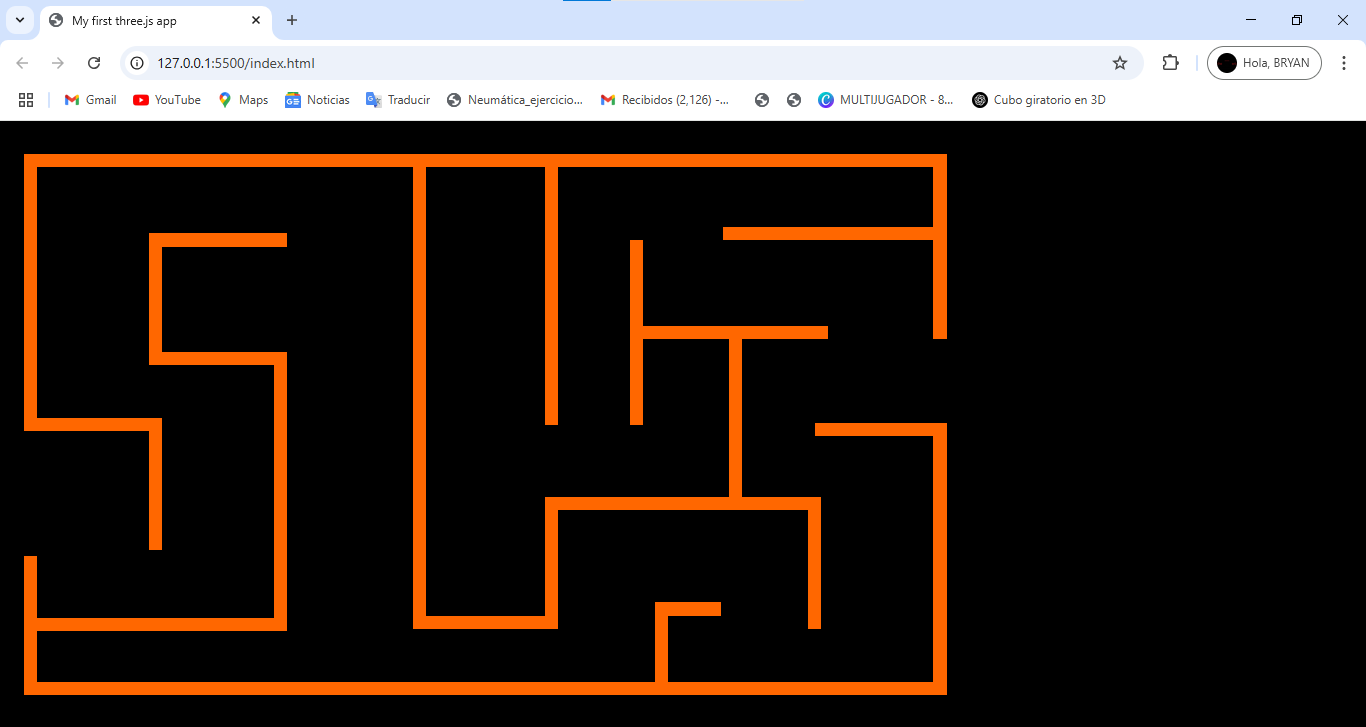 My first three.js app
127.0.0.1:5500/index.html
Hola, BRYAN
Gmail
YouTube
Maps
Noticias
Traducir
Neumática_ejercicio...
Recibidos (2,126) -...
MULTIJUGADOR - 8...
Cubo giratorio en 3D